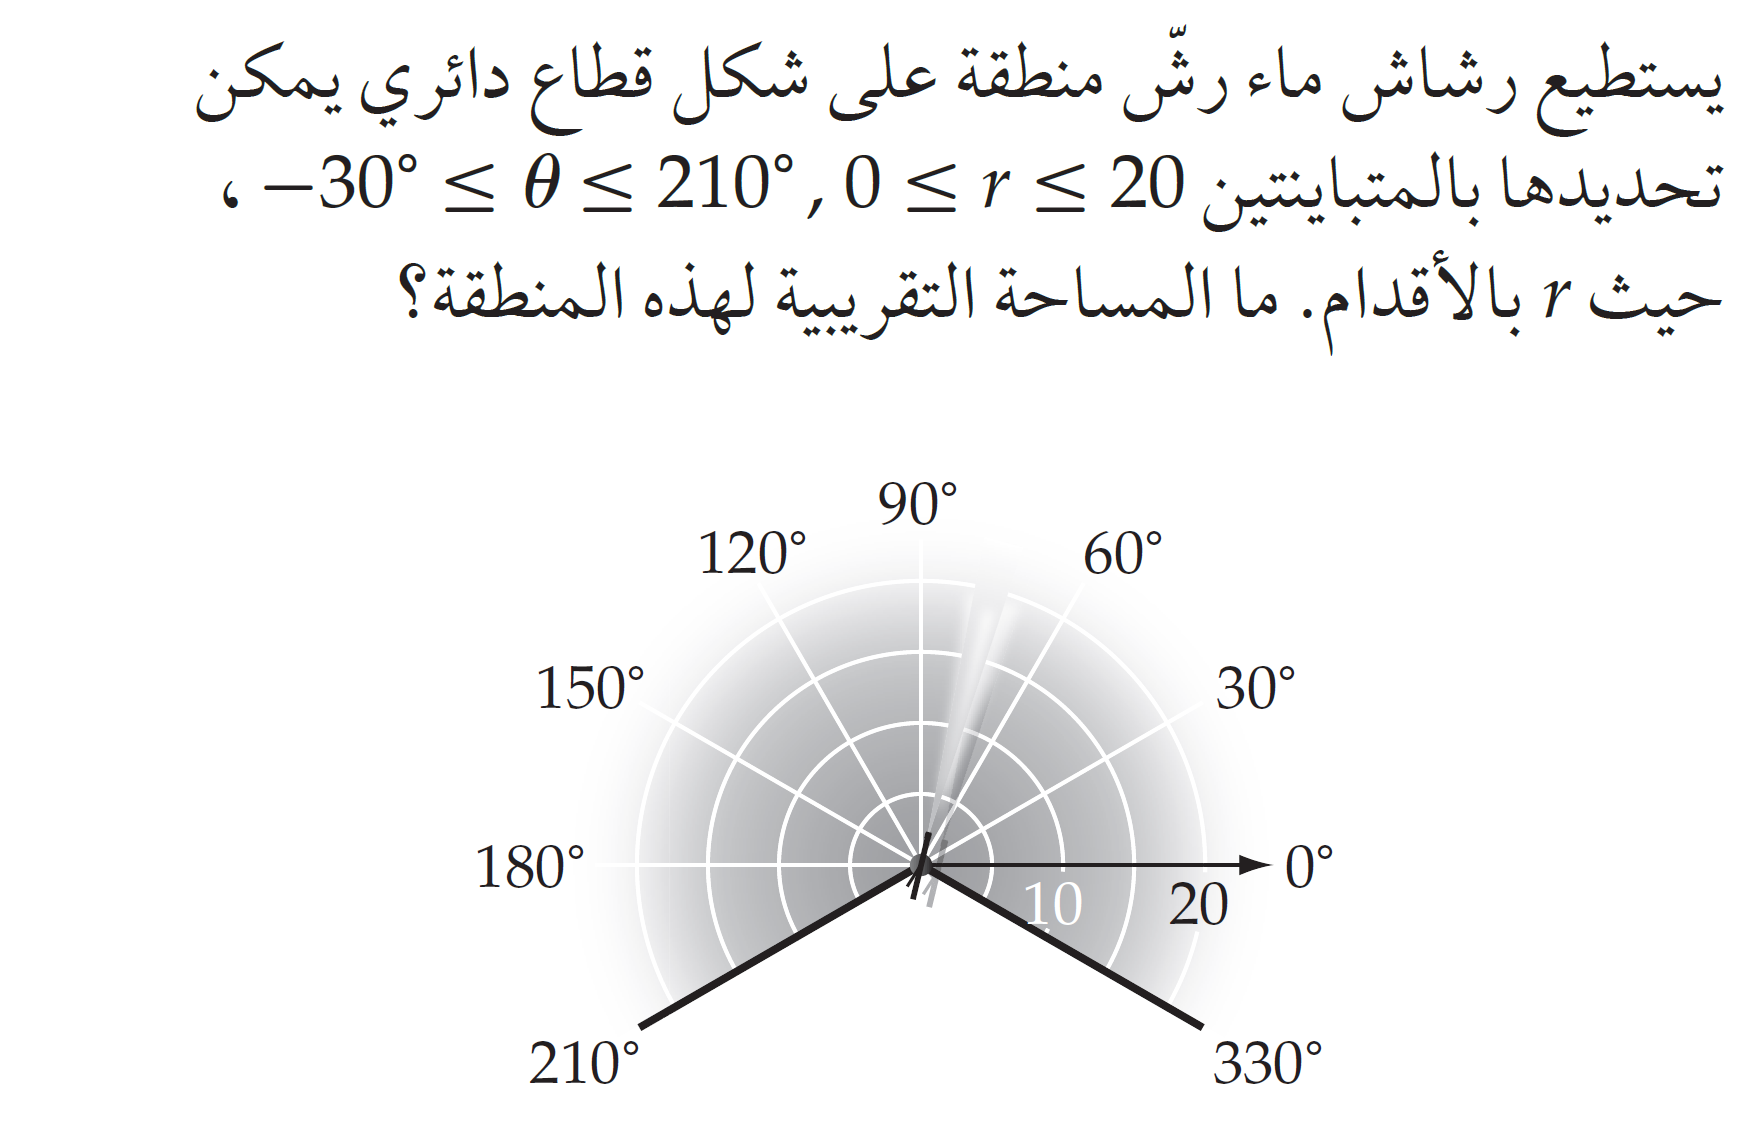 يستطيع رشاش ماء رشّ منطقة على شكل قطاع دائري يمكن
تحديدها بالمتباينتين −30° ≤ θ ≤ 210° , 0 ≤ r ≤ 20 ،
حيث r بالأقدام. ما المساحة التقريبية لهذه المنطقة؟
90°
120° 60°
150° 30°
180° 0°
10 20
210° 330°